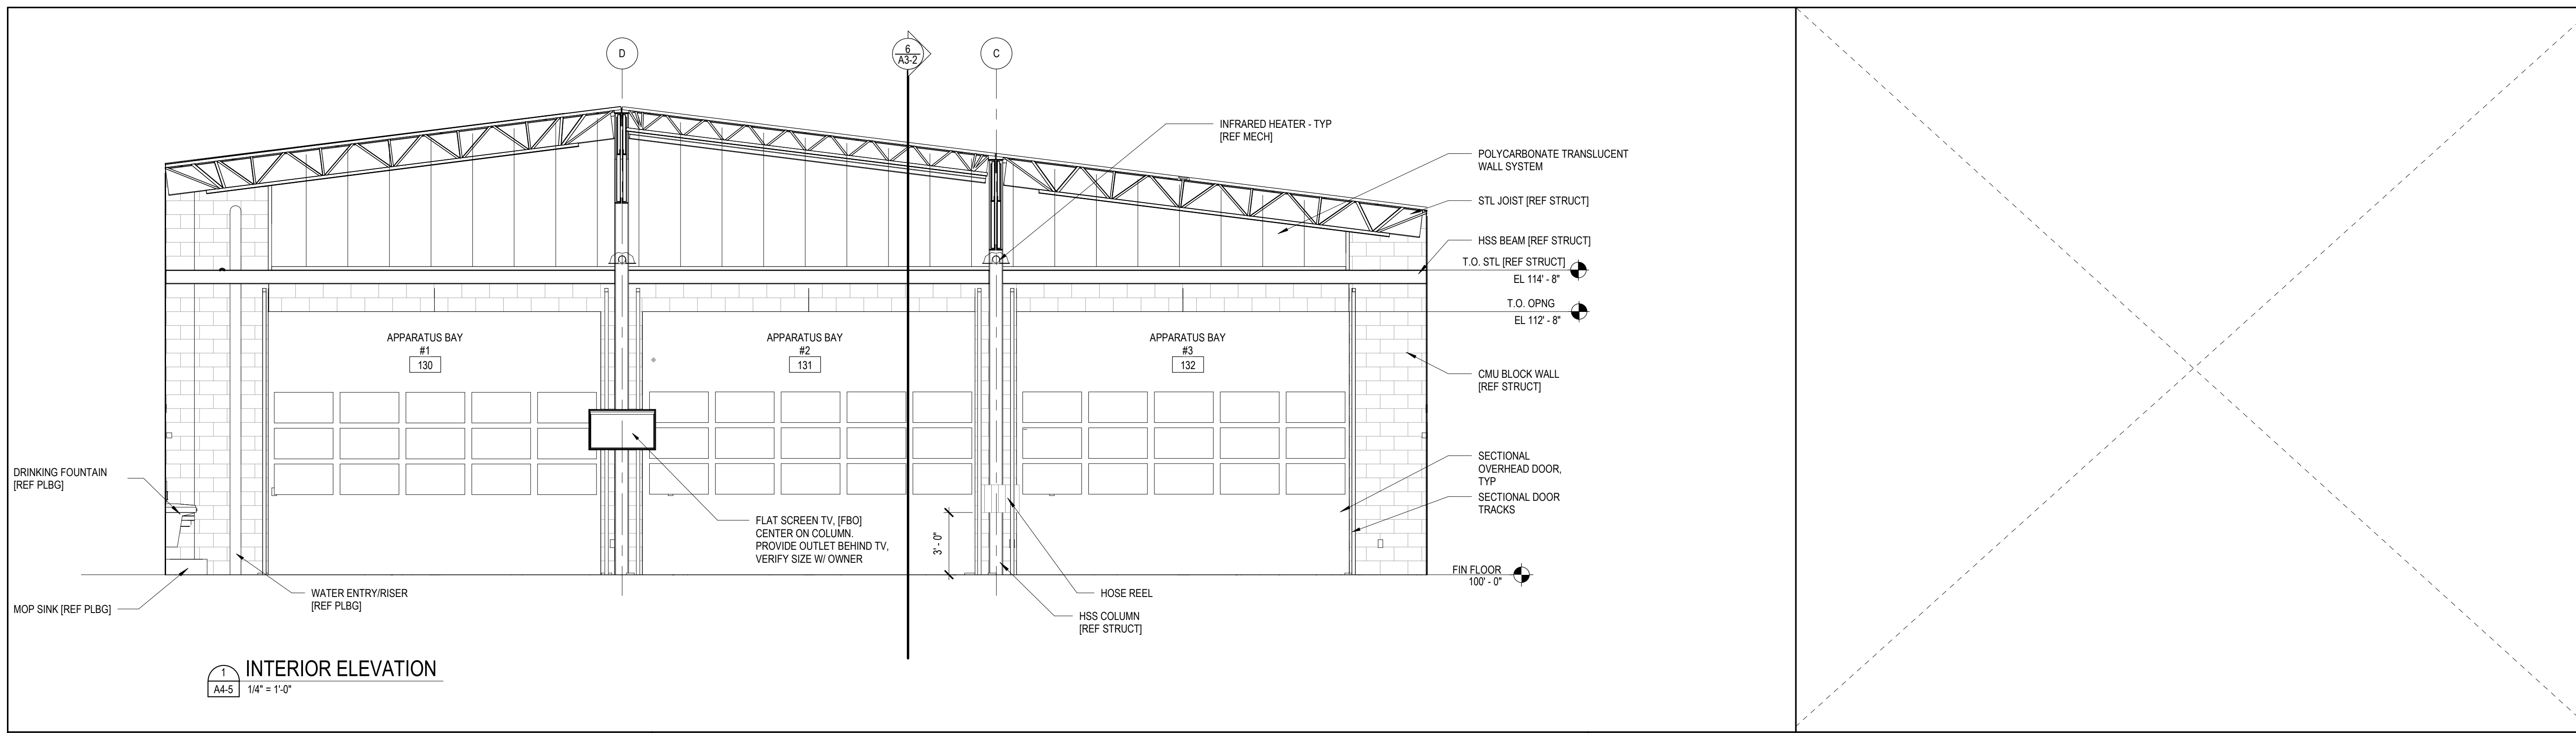 D
6
A3-2
C
INFRARED HEATER - TYP
[REF MECH]
POLYCARBONATE TRANSLUCENT
WALL SYSTEM
STL JOIST [REF STRUCT]
HSS BEAM [REF STRUCT]
T.O. STL [REF STRUCT]
EL 114' - 8"
T.O. OPNG
EL 112' - 8"
APPARATUS BAY
#1
130
APPARATUS BAY
#2
131
APPARATUS BAY
#3
132
CMU BLOCK WALL
[REF STRUCT]
SECTIONAL
OVERHEAD DOOR,
TYP
SECTIONAL DOOR
TRACKS
DRINKING FOUNTAIN
[REF PLBG]
FLAT SCREEN TV, [FBO]
CENTER ON COLUMN.
PROVIDE OUTLET BEHIND TV,
VERIFY SIZE W/ OWNER
3' - 0"
FIN FLOOR
100' - 0"
MOP SINK [REF PLBG]
WATER ENTRY/RISER
[REF PLBG]
HOSE REEL
HSS COLUMN
[REF STRUCT]
1
A4-5
INTERIOR ELEVATION
1/4" = 1'-0"